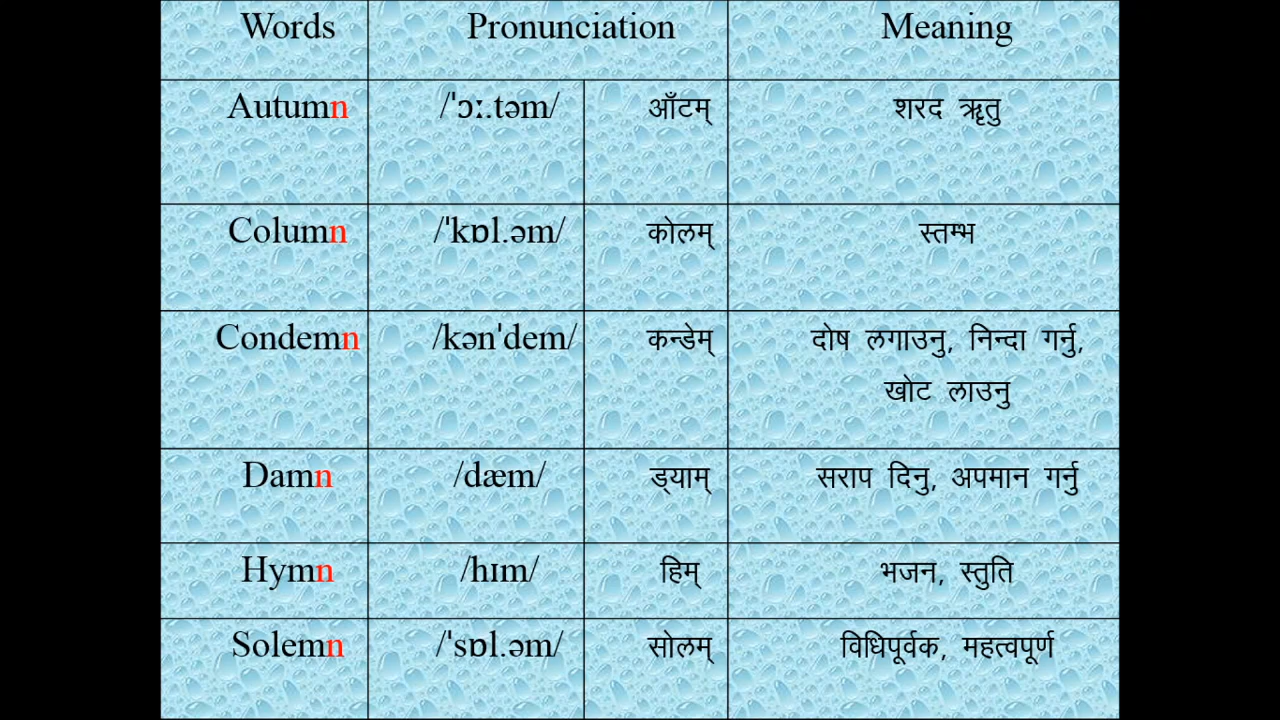 Words Pronunciation Meaning
Autumn /ˈɔː.təm/ आँटम् शरद ॠतु
Column /ˈkɒl.əm/ कोलम् स्तम्भ
Condemn /kənˈdem/ कन्डेम् दोष लगाउनु, निन्दा गर्नु,
खोट लाउनु
Damn /dæm/ ड्याम् सराप दिनु, अपमान गर्नु
Hymn /hɪm/ हिम् भजन, स्तुति
Solemn /ˈsɒl.əm/ सोलम् विधिपूर्वक, महत्वपूर्ण